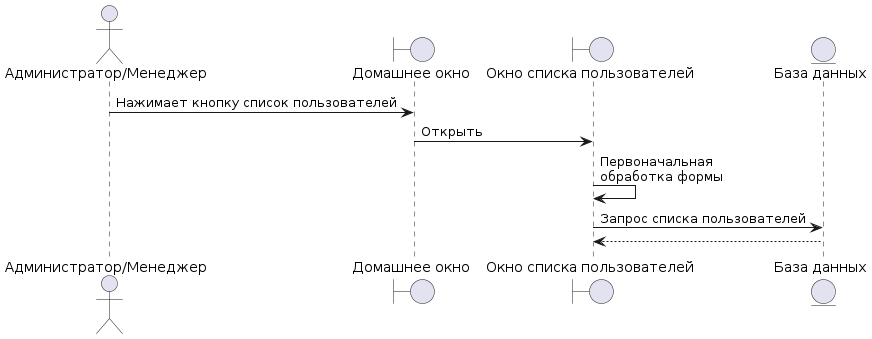 Администратор/Менеджер
Домашнее окно
Окно списка пользователей
База данных
Нажимает кнопку список пользователей
Открыть
Первоначальная
обработка формы
Запрос списка пользователей
Администратор/Менеджер
Домашнее окно
Окно списка пользователей
База данных